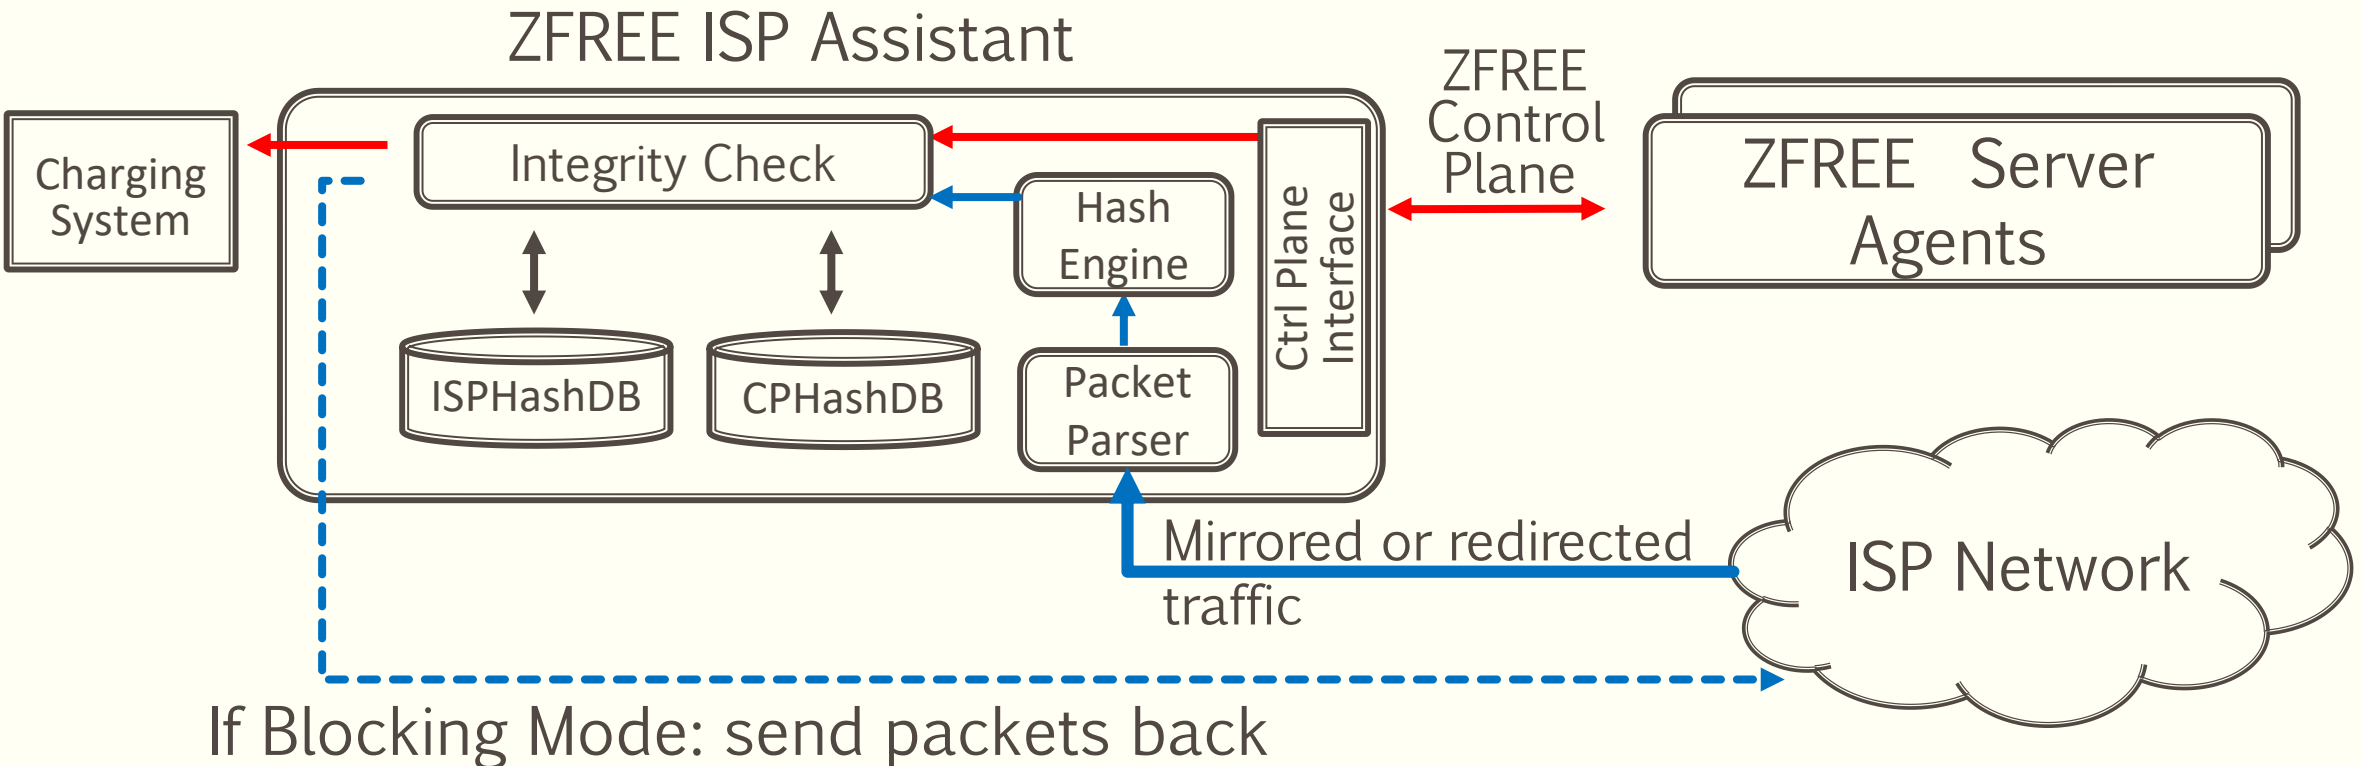 ZFREE ISP Assistant
Charging
System
Integrity Check
Hash
Engine
ISPHashDB
CPHashDB
Packet
Parser
Ctrl Plane
Interface
ZFREE
Control
Plane
ZFREE Server
Agents
Mirrored or redirected
traffic
ISP Network
If Blocking Mode: send packets back